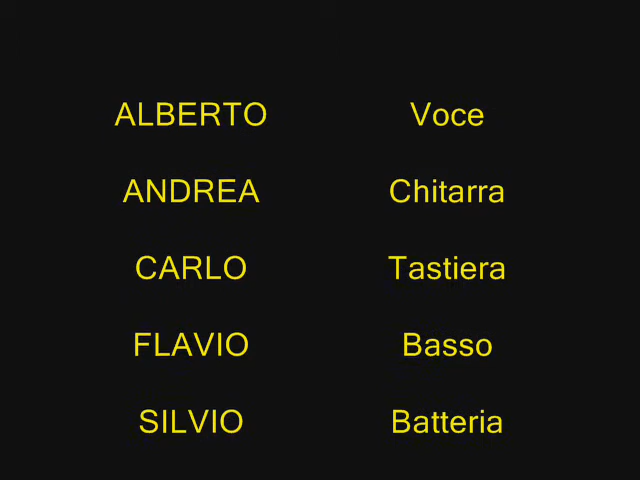 ALBERTO Voce
ANDREA Chitarra
CARLO Tastiera
FLAVIO Basso
SILVIO Batteria